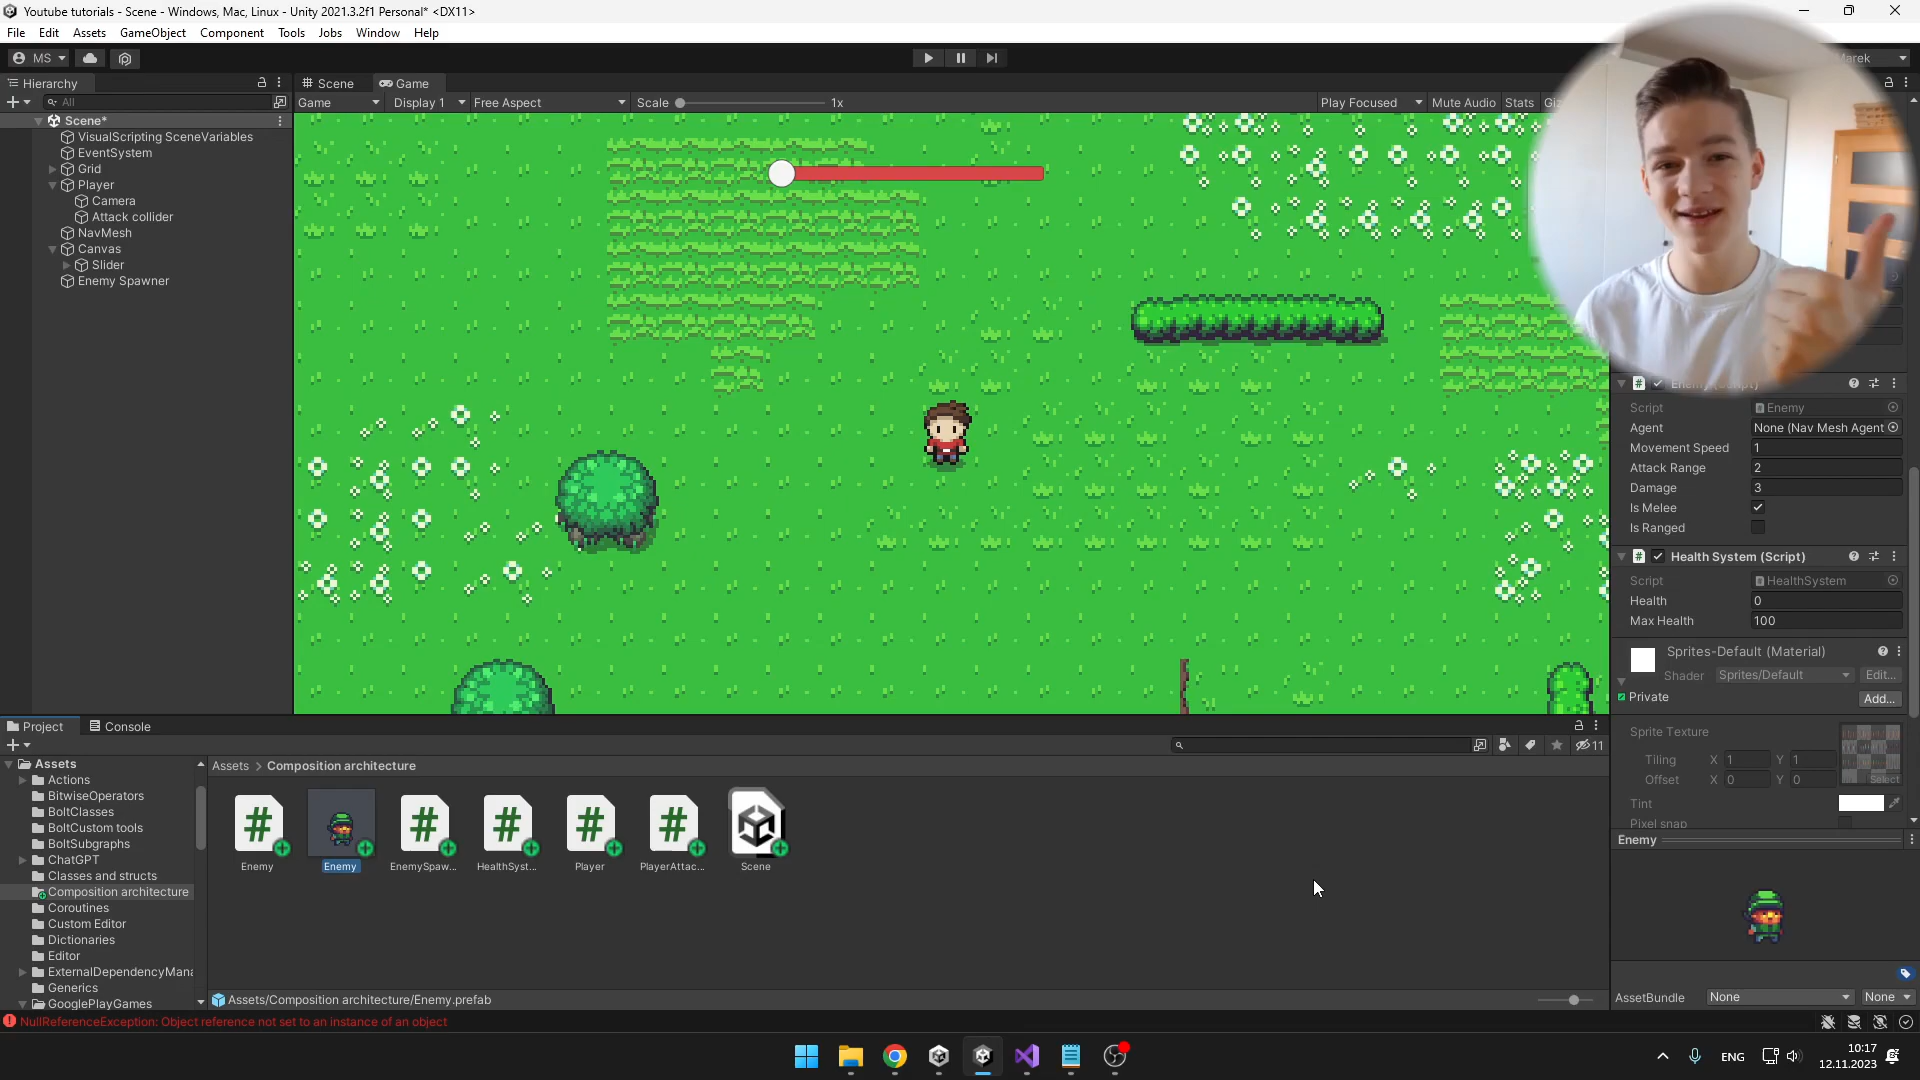 Youtube tutorials - Scene - Windows, Mac, Linux - Unity 2021.3.2f1 Personal* <DX11>
File Edit Assets GameObject Component Tools Jobs Window Help
MS
Hierarchy
All
Scene*
VisualScripting SceneVariables
EventSystem
Grid
Player
Camera
Attack collider
NavMesh
Canvas
Slider
Enemy Spawner
Scene Game
Game Display 1 Free Aspect Scale 1x Play Focused Mute Audio Stats
Script Enemy
Agent None (Nav Mesh Agent
Movement Speed 1
Attack Range 2
Damage 3
Is Melee
Is Ranged
# Health System (Script)
Script HealthSystem
Health 0
Max Health 100
Sprites-Default (Material)
Shader Sprites/Default Edit...
Private Add...
Sprite Texture
Tiling X 1 Y 1
Offset X 0 Y 0
Select
Tint
Pixel snap
Enemy
AssetBundle None None
Project Console
11
Assets
Actions
BitwiseOperators
BoltClasses
BoltCustom tools
BoltSubgraphs
ChatGPT
Classes and structs
Composition architecture
Coroutines
Custom Editor
Dictionaries
Editor
ExternalDependencyMana
Generics
GooglePlayGames
Assets > Composition architecture
# # # # #
Enemy Enemy EnemySpaw... HealthSyst... Player PlayerAttac... Scene
Assets/Composition architecture/Enemy.prefab
NullReferenceException: Object reference not set to an instance of an object
ENG
10:17
12.11.2023